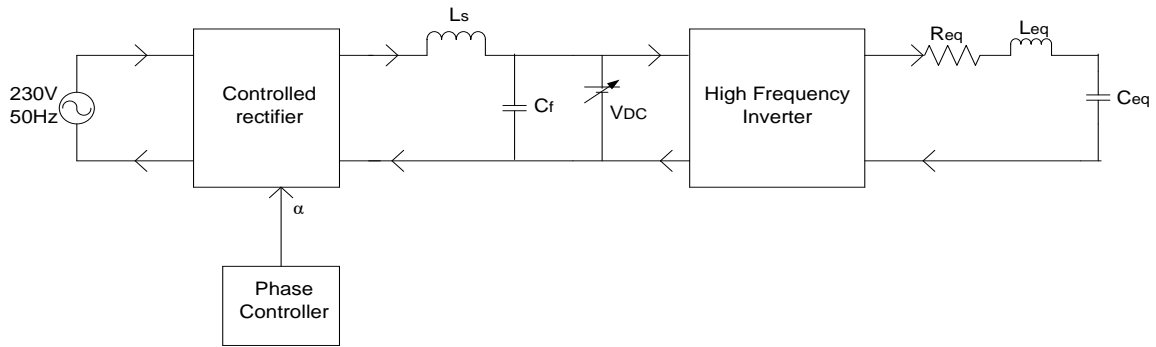 230V
50Hz
Controlled
rectifier
α
Phase
Controller
Ls
Cf
VDC
High Frequency
Inverter
Req
Leq
Ceq